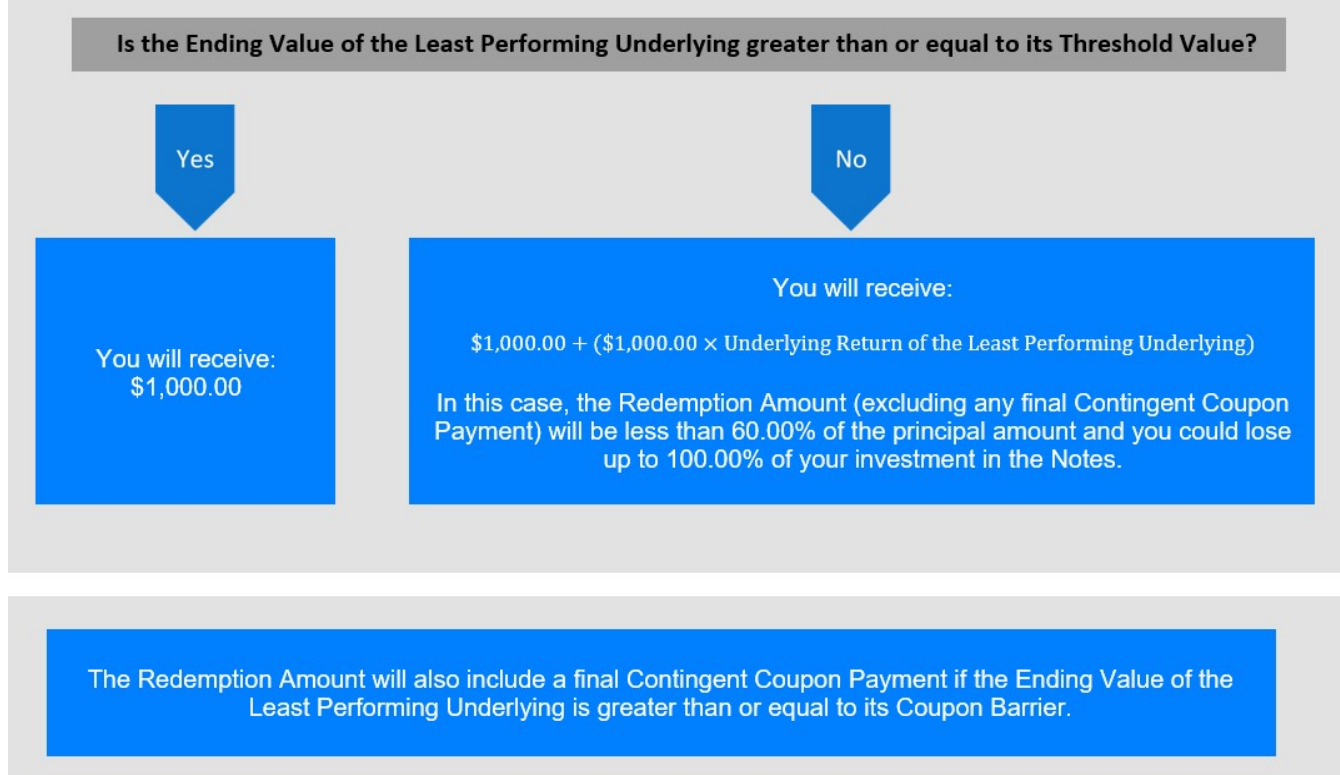 Is the Ending Value of the Least Performing Underlying greater than or equal to its Threshold Value?
Yes
No
You will receive:
$1,000.00
You will receive:
$1,000.00 + ($1,000.00 × Underlying Return of the Least Performing Underlying)
In this case, the Redemption Amount (excluding any final Contingent Coupon
Payment) will be less than 60.00% of the principal amount and you could lose
up to 100.00% of your investment in the Notes.
The Redemption Amount will also include a final Contingent Coupon Payment if the Ending Value of the
Least Performing Underlying is greater than or equal to its Coupon Barrier.